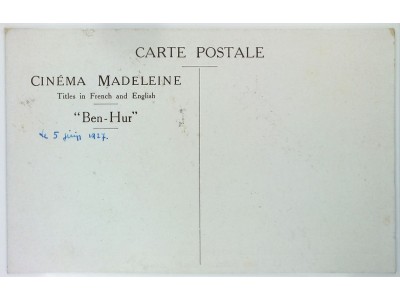 CARTE POSTALE
CINÉMA MADELEINE
Titles in French and English
“Ben-Hur”
Le 5 juin 1927